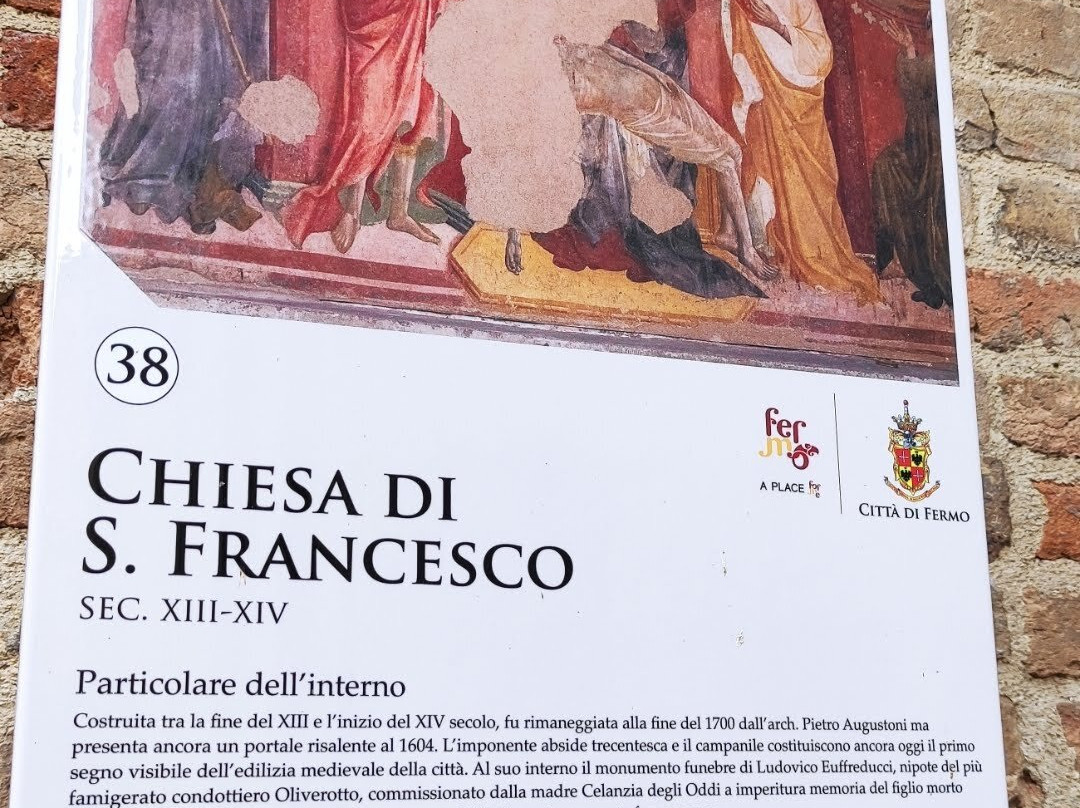 38
fermo
A PLACE for me
CITTÀ DI FERMO
CHIESA DI
S. FRANCESCO
SEC. XIII-XIV
Particolare dell'interno
Costruita tra la fine del XIII e l'inizio del XIV secolo, fu rimaneggiata alla fine del 1700 dall'arch. Pietro Augustoni ma
presenta ancora un portale risalente al 1604. L'imponente abside trecentesca e il campanile costituiscono ancora oggi il primo
segno visibile dell'edilizia medievale della città. Al suo interno il monumento funebre di Ludovico Euffreducci, nipote del più
famigerato condottiero Oliverotto, commissionato dalla madre Celanzia degli Oddi a imperitura memoria del figlio morto